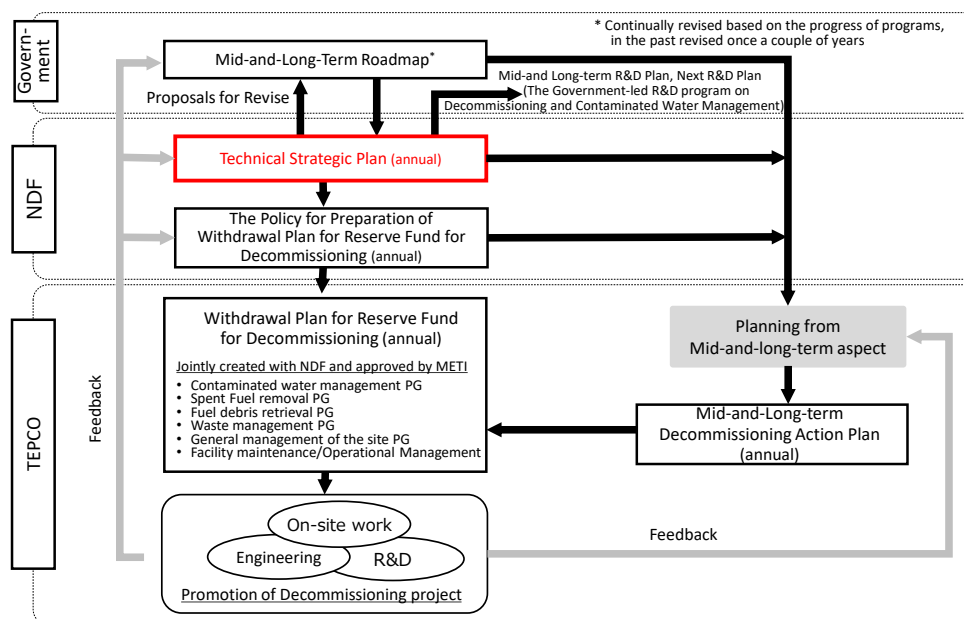 Govern-
ment
* Continually revised based on the progress of programs,
in the past revised once a couple of years
Mid-and-Long-Term Roadmap*
Proposals for Revise
Mid-and Long-term R&D Plan, Next R&D Plan
(The Government-led R&D program on
Decommissioning and Contaminated Water Management)
NDF
Technical Strategic Plan (annual)
The Policy for Preparation of
Withdrawal Plan for Reserve Fund for
Decommissioning (annual)
TEPCO
Feedback
Withdrawal Plan for Reserve Fund
for Decommissioning (annual)
Jointly created with NDF and approved by METI
• Contaminated water management PG
• Spent Fuel removal PG
• Fuel debris retrieval PG
• Waste management PG
• General management of the site PG
• Facility maintenance/Operational Management
Planning from
Mid-and-long-term aspect
Mid-and-Long-term
Decommissioning Action Plan
(annual)
On-site work
Engineering
R&D
Promotion of Decommissioning project
Feedback